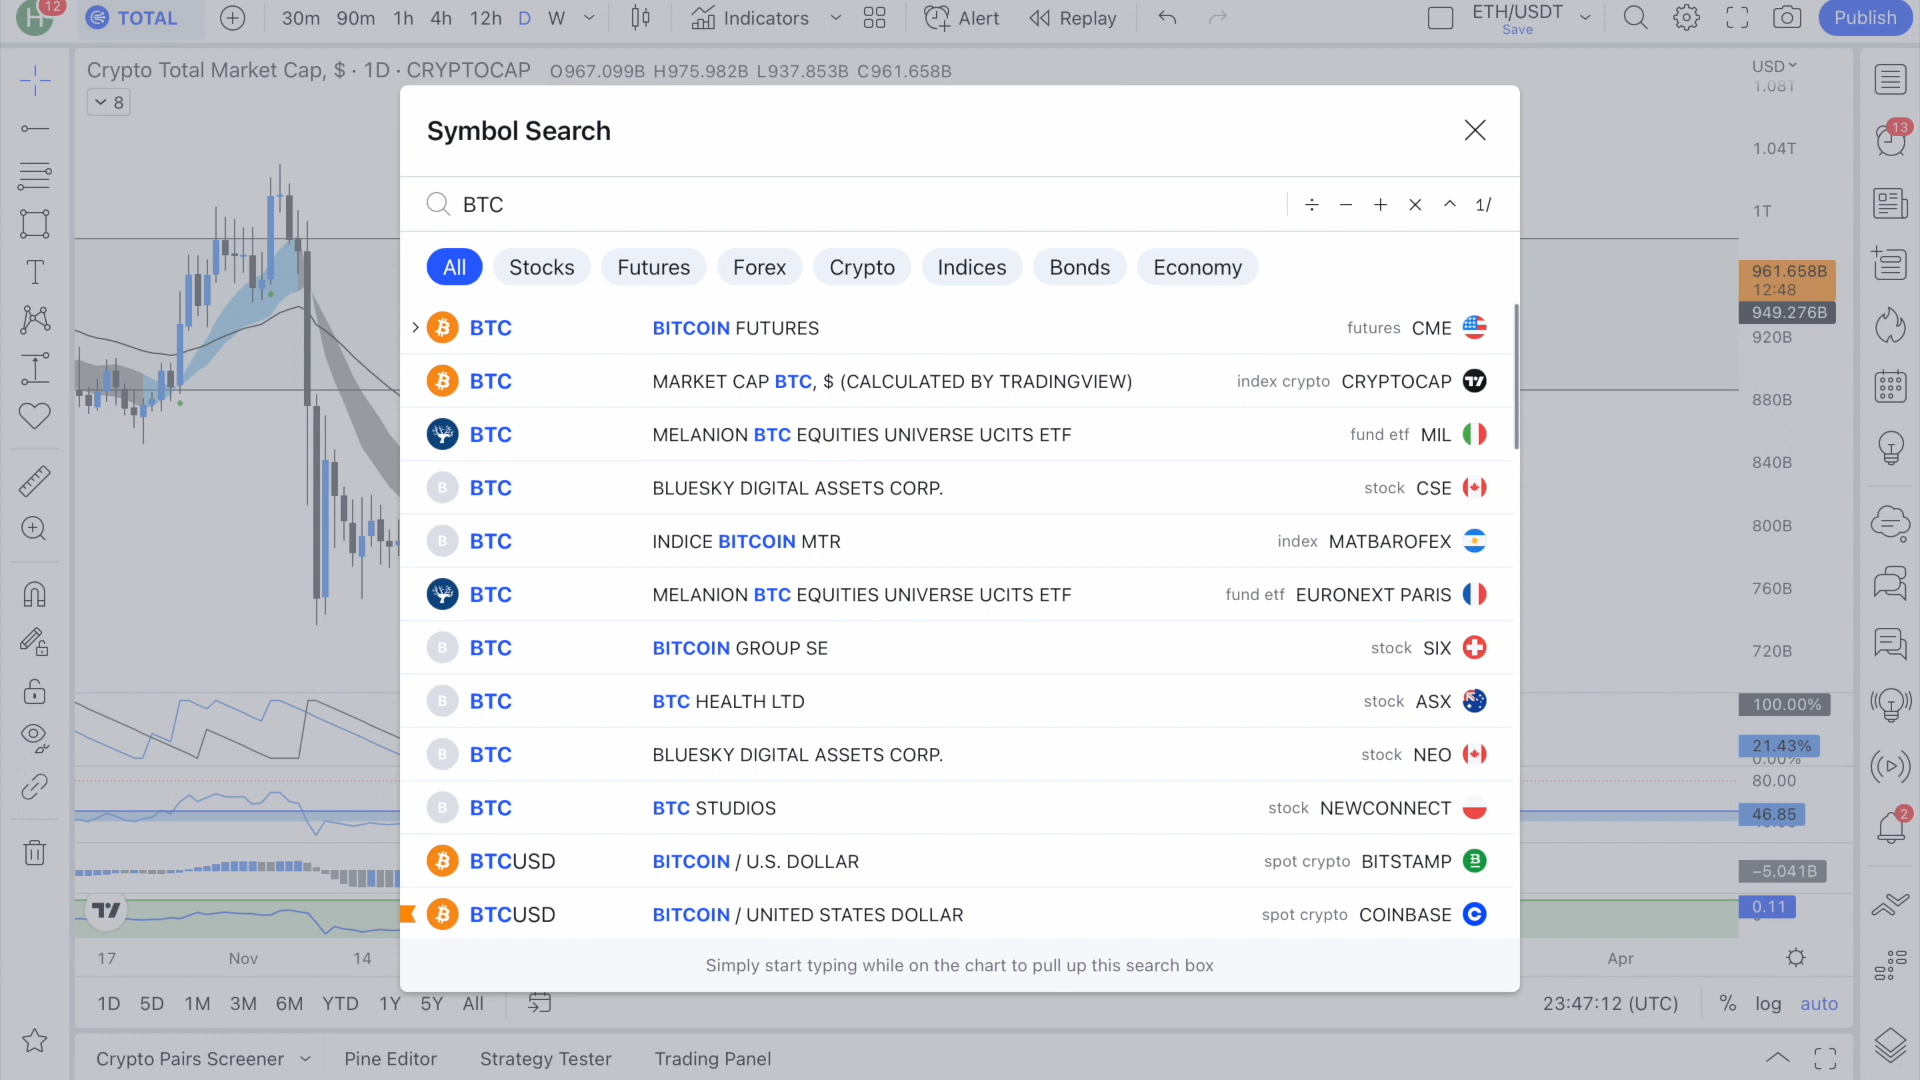 H 12 TOTAL 30m 90m 1h 4h 12h D W Indicators Alert Replay ETH/USDT Save Publish
Crypto Total Market Cap, $ · 1D · CRYPTOCAP O967.099B H975.982B L937.853B C961.658B USD
8
1.08T
Symbol Search
13
1.04T
BTC ÷ − + × ^ 1/
1T
All Stocks Futures Forex Crypto Indices Bonds Economy
961.658B
12:48
949.276B
BTC BITCOIN FUTURES futures CME
920B
BTC MARKET CAP BTC, $ (CALCULATED BY TRADINGVIEW) index crypto CRYPTOCAP
880B
BTC MELANION BTC EQUITIES UNIVERSE UCITS ETF fund etf MIL
840B
B BTC BLUESKY DIGITAL ASSETS CORP. stock CSE
800B
B BTC INDICE BITCOIN MTR index MATBAROFEX
760B
BTC MELANION BTC EQUITIES UNIVERSE UCITS ETF fund etf EURONEXT PARIS
B BTC BITCOIN GROUP SE stock SIX
720B
B BTC BTC HEALTH LTD stock ASX
100.00%
21.43%
0.00%
B BTC BLUESKY DIGITAL ASSETS CORP. stock NEO
80.00
B BTC BTC STUDIOS stock NEWCONNECT
46.85
2
BTCUSD BITCOIN / U.S. DOLLAR spot crypto BITSTAMP
−5.041B
BTCUSD BITCOIN / UNITED STATES DOLLAR spot crypto COINBASE
0.11
17 Nov 14 Apr
Simply start typing while on the chart to pull up this search box
1D 5D 1M 3M 6M YTD 1Y 5Y All 23:47:12 (UTC) % log auto
Crypto Pairs Screener Pine Editor Strategy Tester Trading Panel